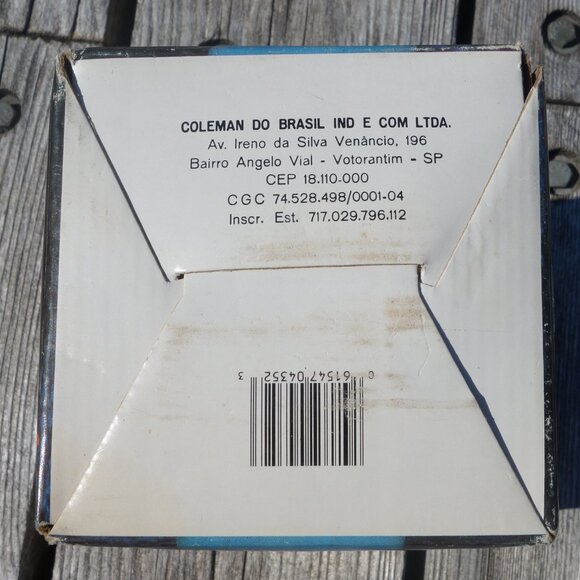 COLEMAN DO BRASIL IND E COM LTDA.
Av. Ireno da Silva Venâncio, 196
Bairro Angelo Vial - Votorantim - SP
CEP 18.110-000
CGC 74.528.498/0001-04
Inscr. Est. 717.029.796.112
0 61547 04352 3